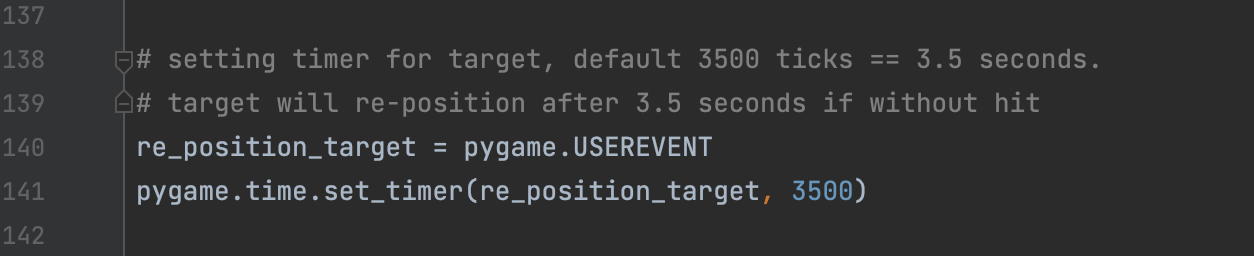 137
138 # setting timer for target, default 3500 ticks == 3.5 seconds.
139 # target will re-position after 3.5 seconds if without hit
140 re_position_target = pygame.USEREVENT
141 pygame.time.set_timer(re_position_target, 3500)
142